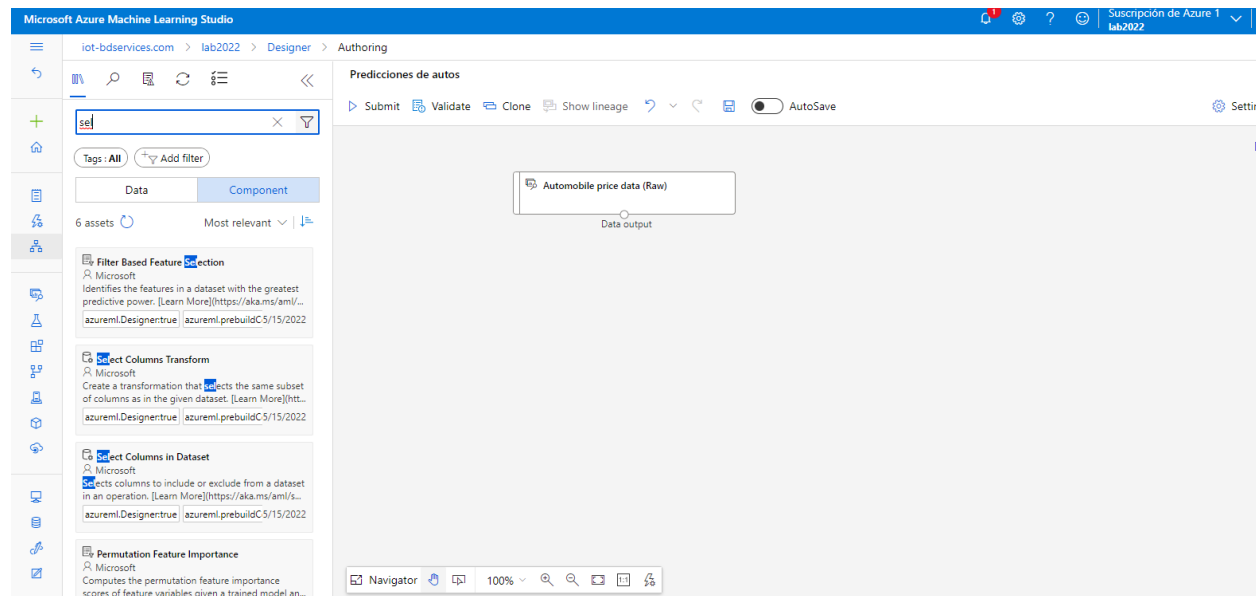 Microsoft Azure Machine Learning Studio
1
Suscripción de Azure 1
lab2022
iot-bdservices.com > lab2022 > Designer > Authoring
Predicciones de autos
Submit Validate Clone Show lineage AutoSave Settin
sel
Tags : All Add filter
Data Component
6 assets Most relevant
Filter Based Feature Selection
Microsoft
Identifies the features in a dataset with the greatest
predictive power. [Learn More](https://aka.ms/aml/...
azureml.Designer:true azureml.prebuildC 5/15/2022
Select Columns Transform
Microsoft
Create a transformation that selects the same subset
of columns as in the given dataset. [Learn More](htt...
azureml.Designer:true azureml.prebuildC 5/15/2022
Select Columns in Dataset
Microsoft
Selects columns to include or exclude from a dataset
in an operation. [Learn More](https://aka.ms/aml/s...
azureml.Designer:true azureml.prebuildC 5/15/2022
Permutation Feature Importance
Microsoft
Computes the permutation feature importance
scores of feature variables given a trained model an...
Automobile price data (Raw)
Data output
Navigator 100% 1:1